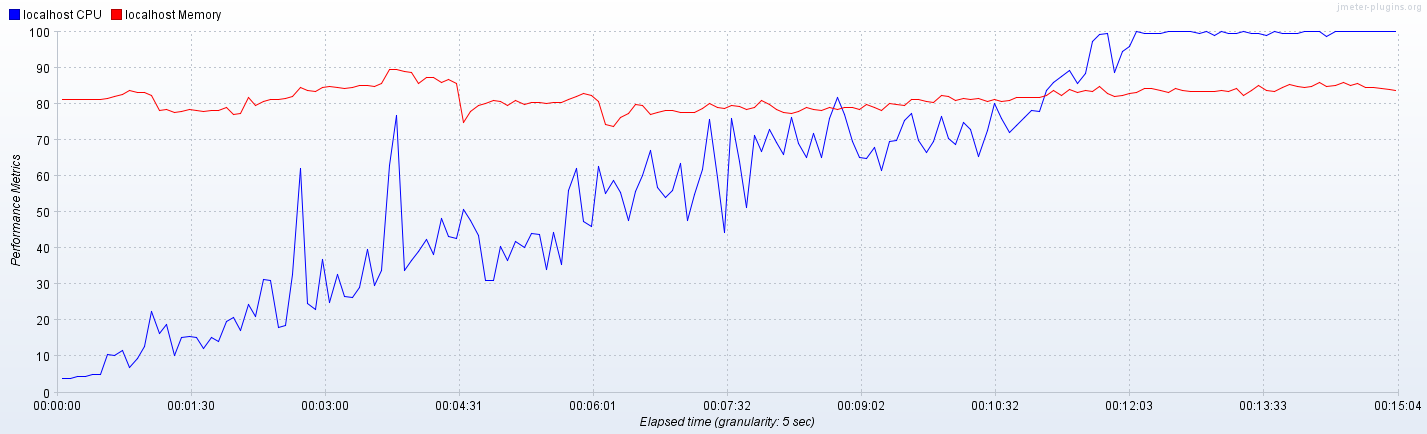 localhost CPU localhost Memory
jmeter-plugins.org
100
90
80
70
60
50
40
30
20
10
0
Performance Metrics
00:00:00 00:01:30 00:03:00 00:04:31 00:06:01 00:07:32 00:09:02 00:10:32 00:12:03 00:13:33 00:15:04
Elapsed time (granularity: 5 sec)